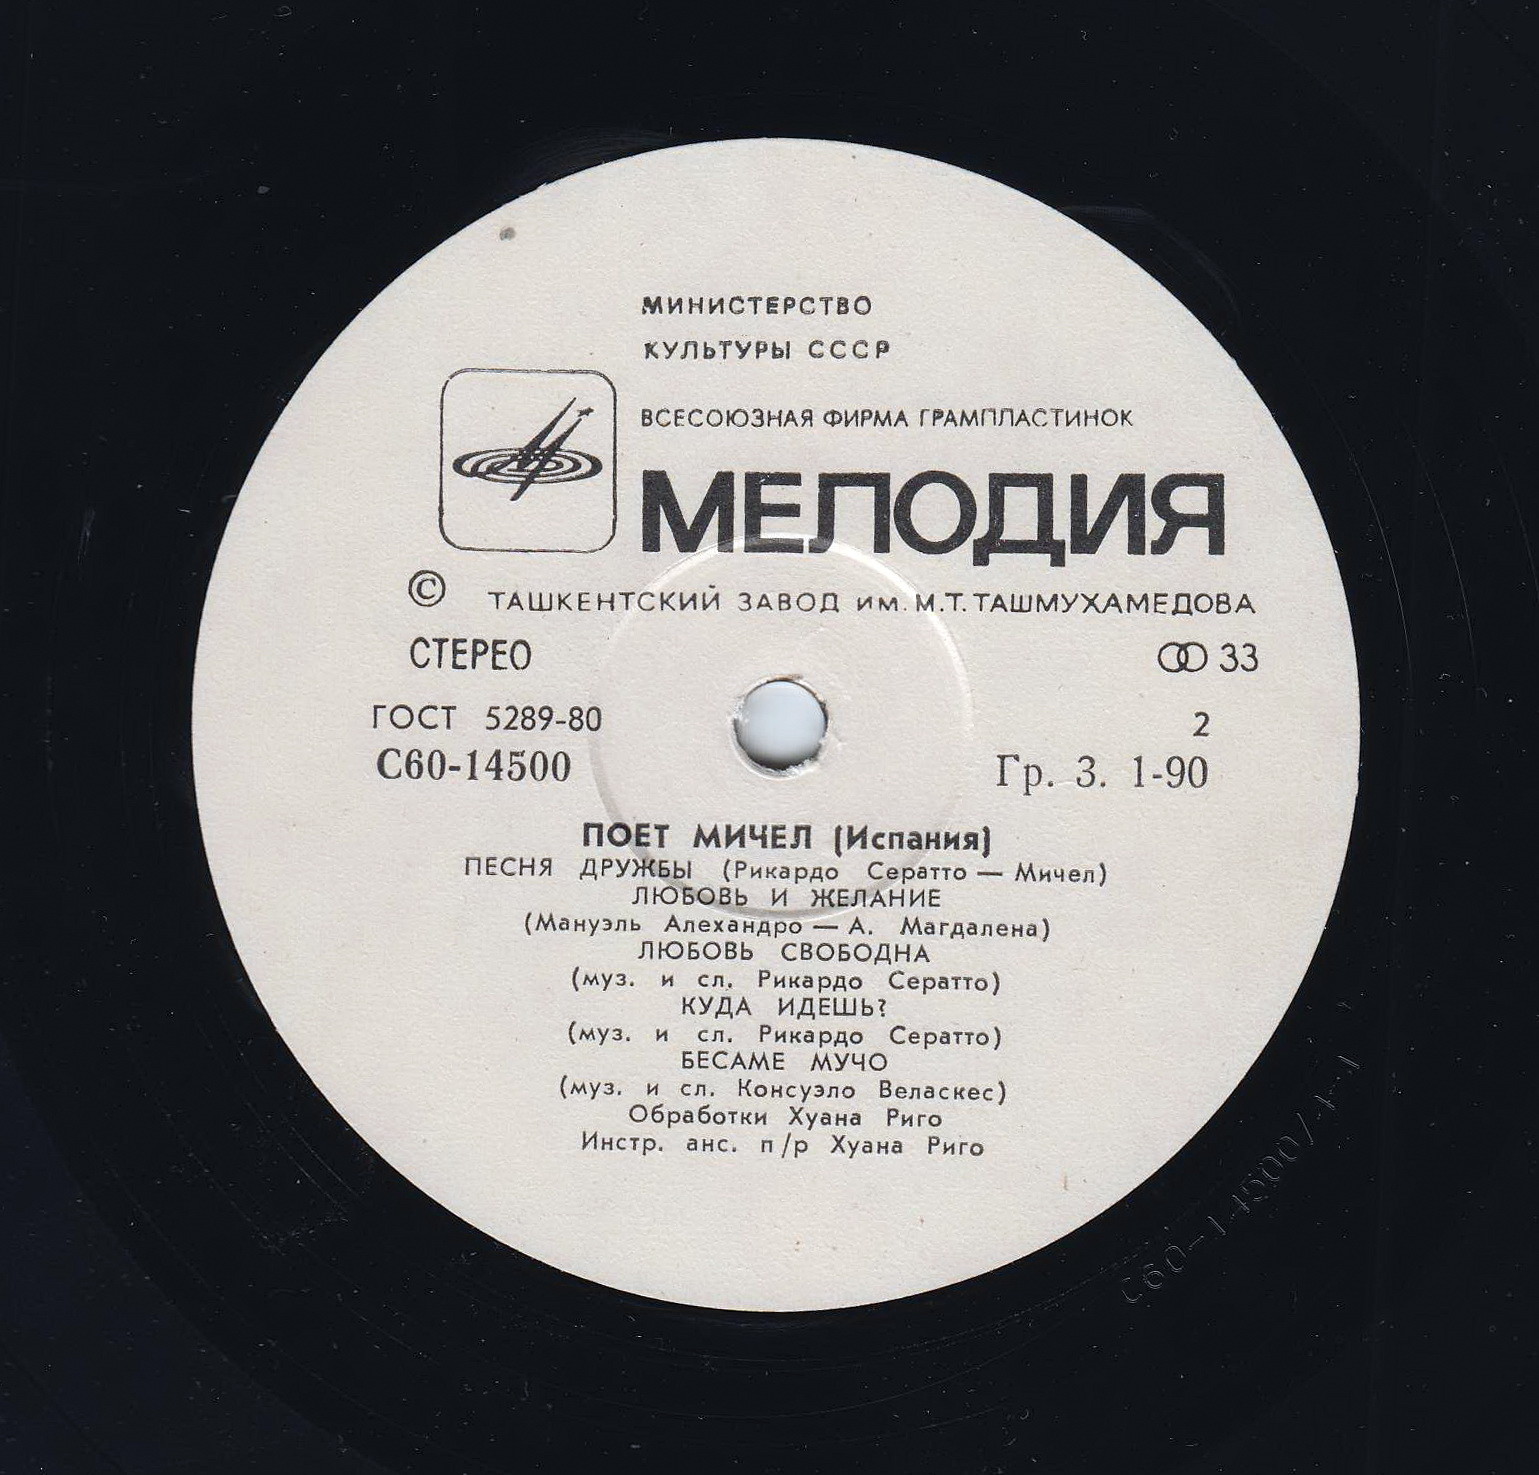 МИНИСТЕРСТВО
КУЛЬТУРЫ СССР
ВСЕСОЮЗНАЯ ФИРМА ГРАМПЛАСТИНОК
МЕЛОДИЯ
© ТАШКЕНТСКИЙ ЗАВОД им. М.Т. ТАШМУХАМЕДОВА
СТЕРЕО 33
ГОСТ 5289-80 2
С60-14500 Гр. 3. 1-90
ПОЕТ МИЧЕЛ (Испания)
ПЕСНЯ ДРУЖБЫ (Рикардо Сератто — Мичел)
ЛЮБОВЬ И ЖЕЛАНИЕ
(Мануэль Алехандро — А. Магдалена)
ЛЮБОВЬ СВОБОДНА
(муз. и сл. Рикардо Сератто)
КУДА ИДЕШЬ?
(муз. и сл. Рикардо Сератто)
БЕСАМЕ МУЧО
(муз. и сл. Консуэло Веласкес)
Обработки Хуана Риго
Инстр. анс. п/р Хуана Риго